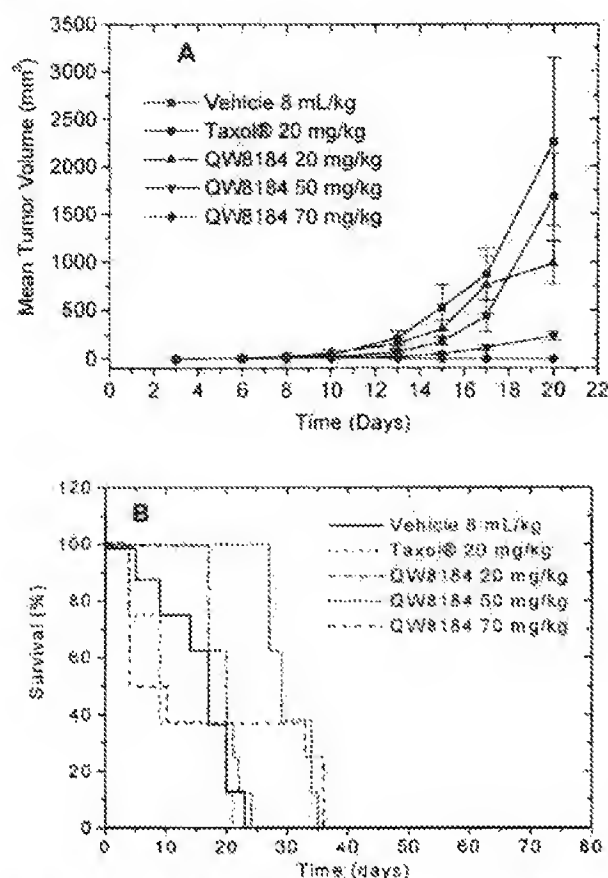 A
3500
3000
2500
2000
1500
1000
500
0
Mean Tumor Volume (mm³)
Vehicle 8 mL/kg
Taxol® 20 mg/kg
QW8184 20 mg/kg
QW8184 50 mg/kg
QW8184 70 mg/kg
0 2 4 6 8 10 12 14 16 18 20 22
Time (Days)
B
120
100
80
60
40
20
0
Survival (%)
Vehicle 8 mL/kg
Taxol® 20 mg/kg
QW8184 20 mg/kg
QW8184 50 mg/kg
QW8184 70 mg/kg
0 10 20 30 40 50 60 70 80
Time (days)